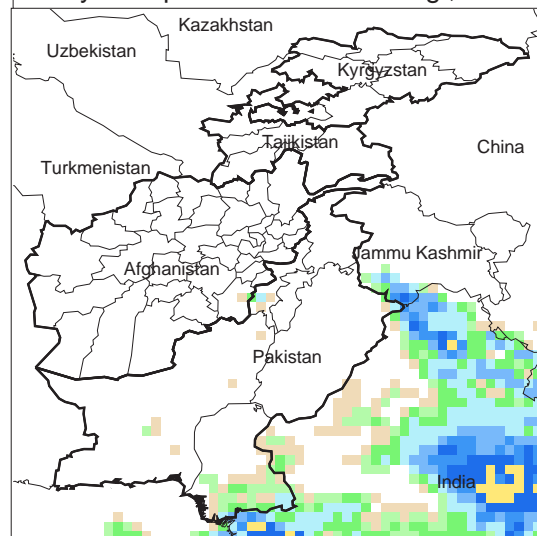 Kazakhstan
Uzbekistan
Kyrgyzstan
Tajikistan
China
Turkmenistan
Jammu Kashmir
Afghanistan
Pakistan
India